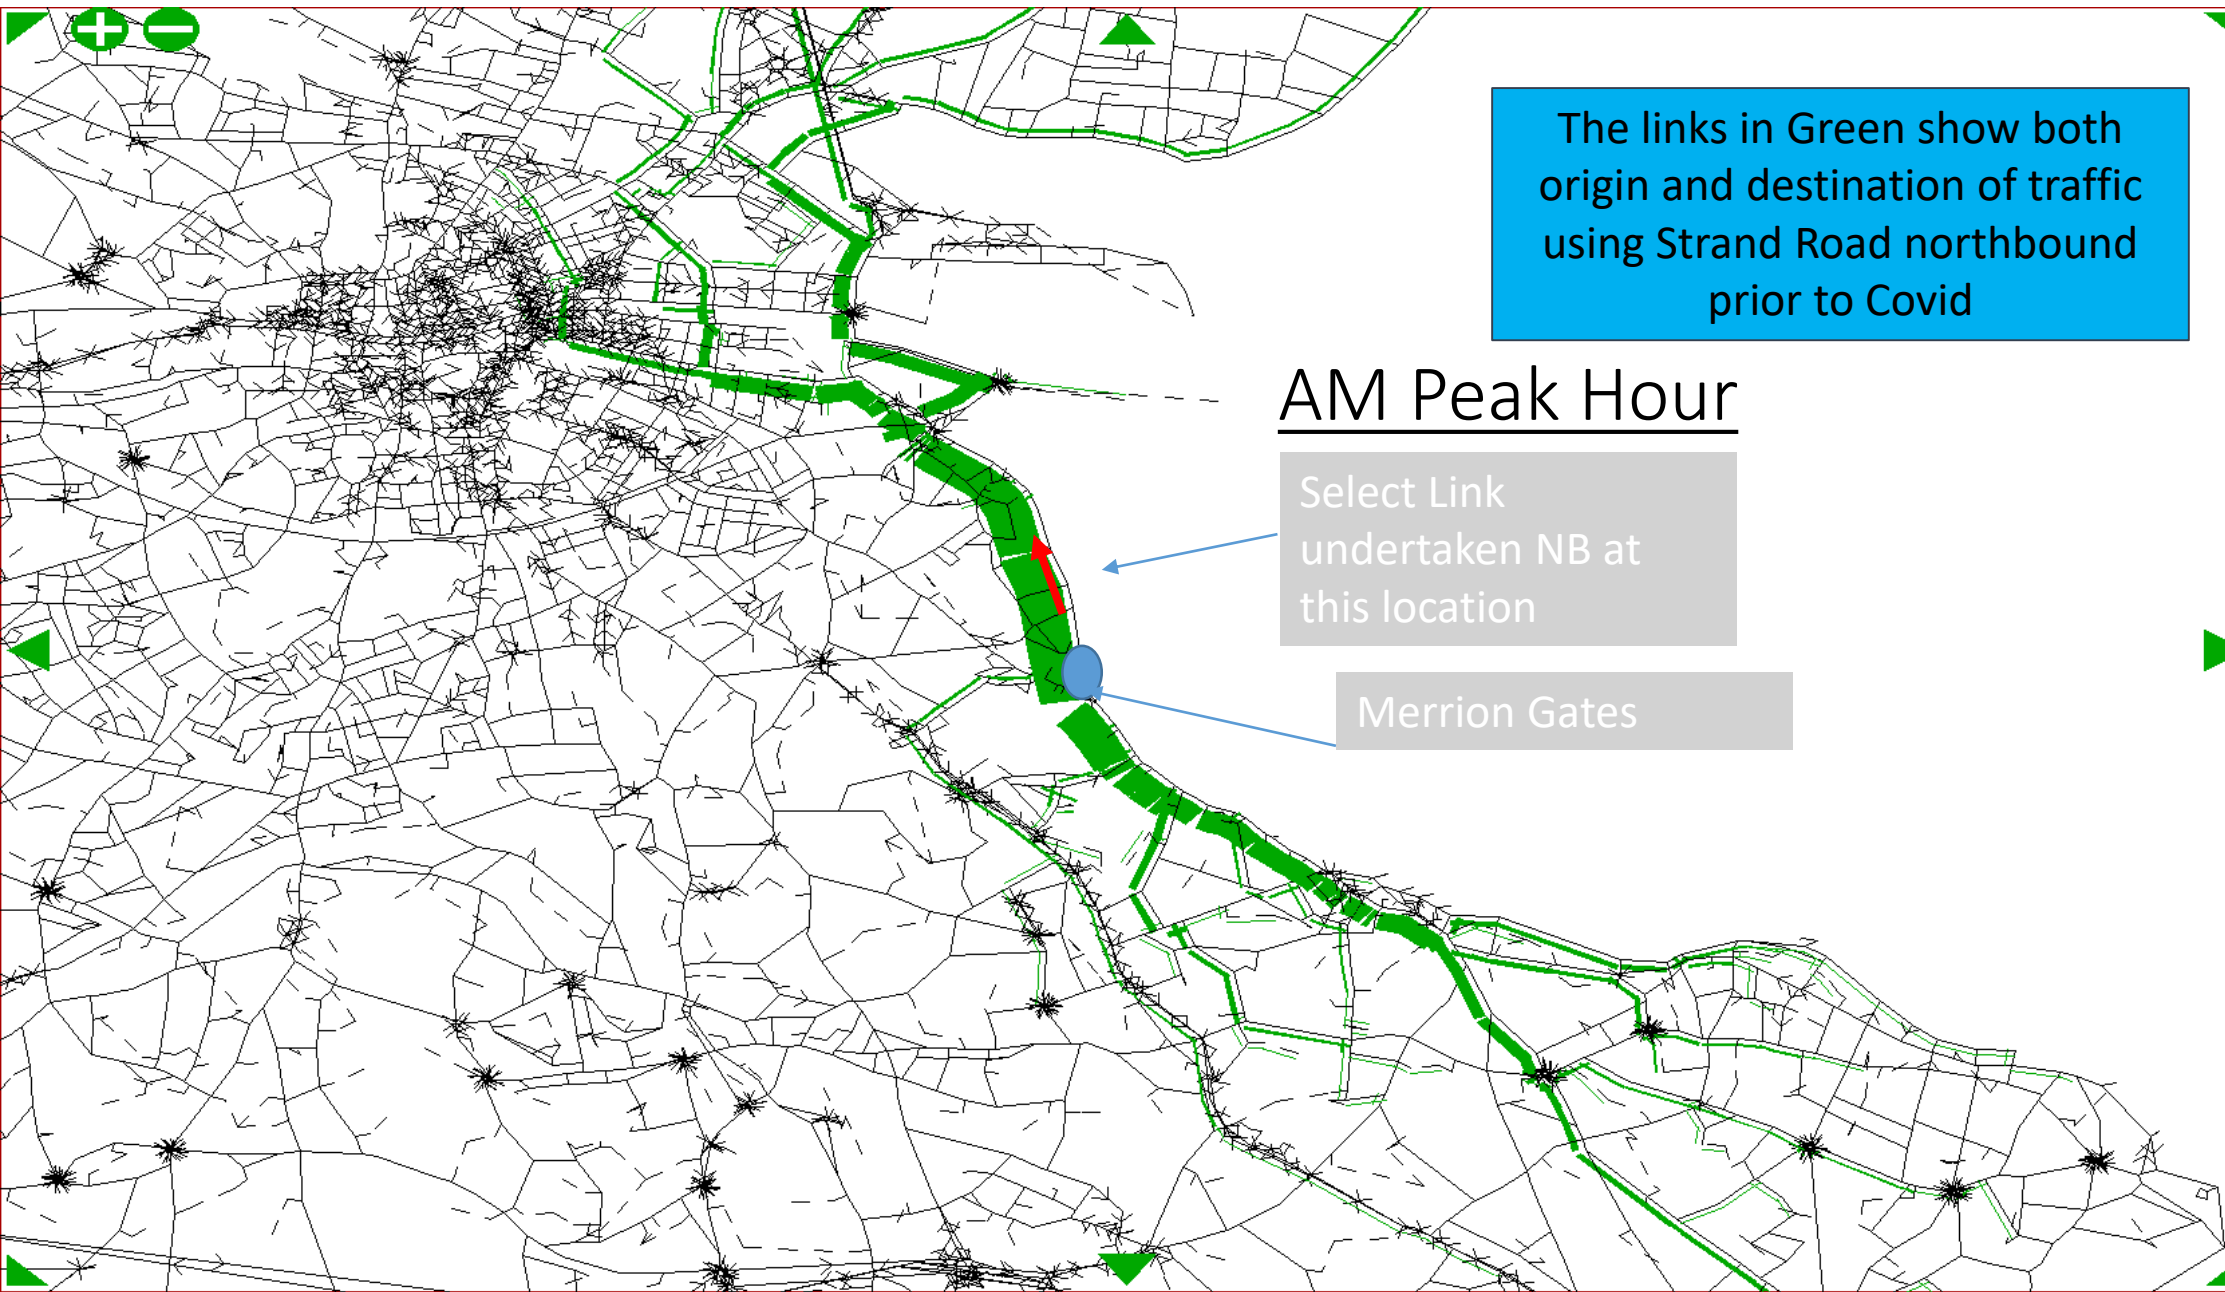 The links in Green show both
origin and destination of traffic
using Strand Road northbound
prior to Covid
AM Peak Hour
Select Link
undertaken NB at
this location
Merrion Gates